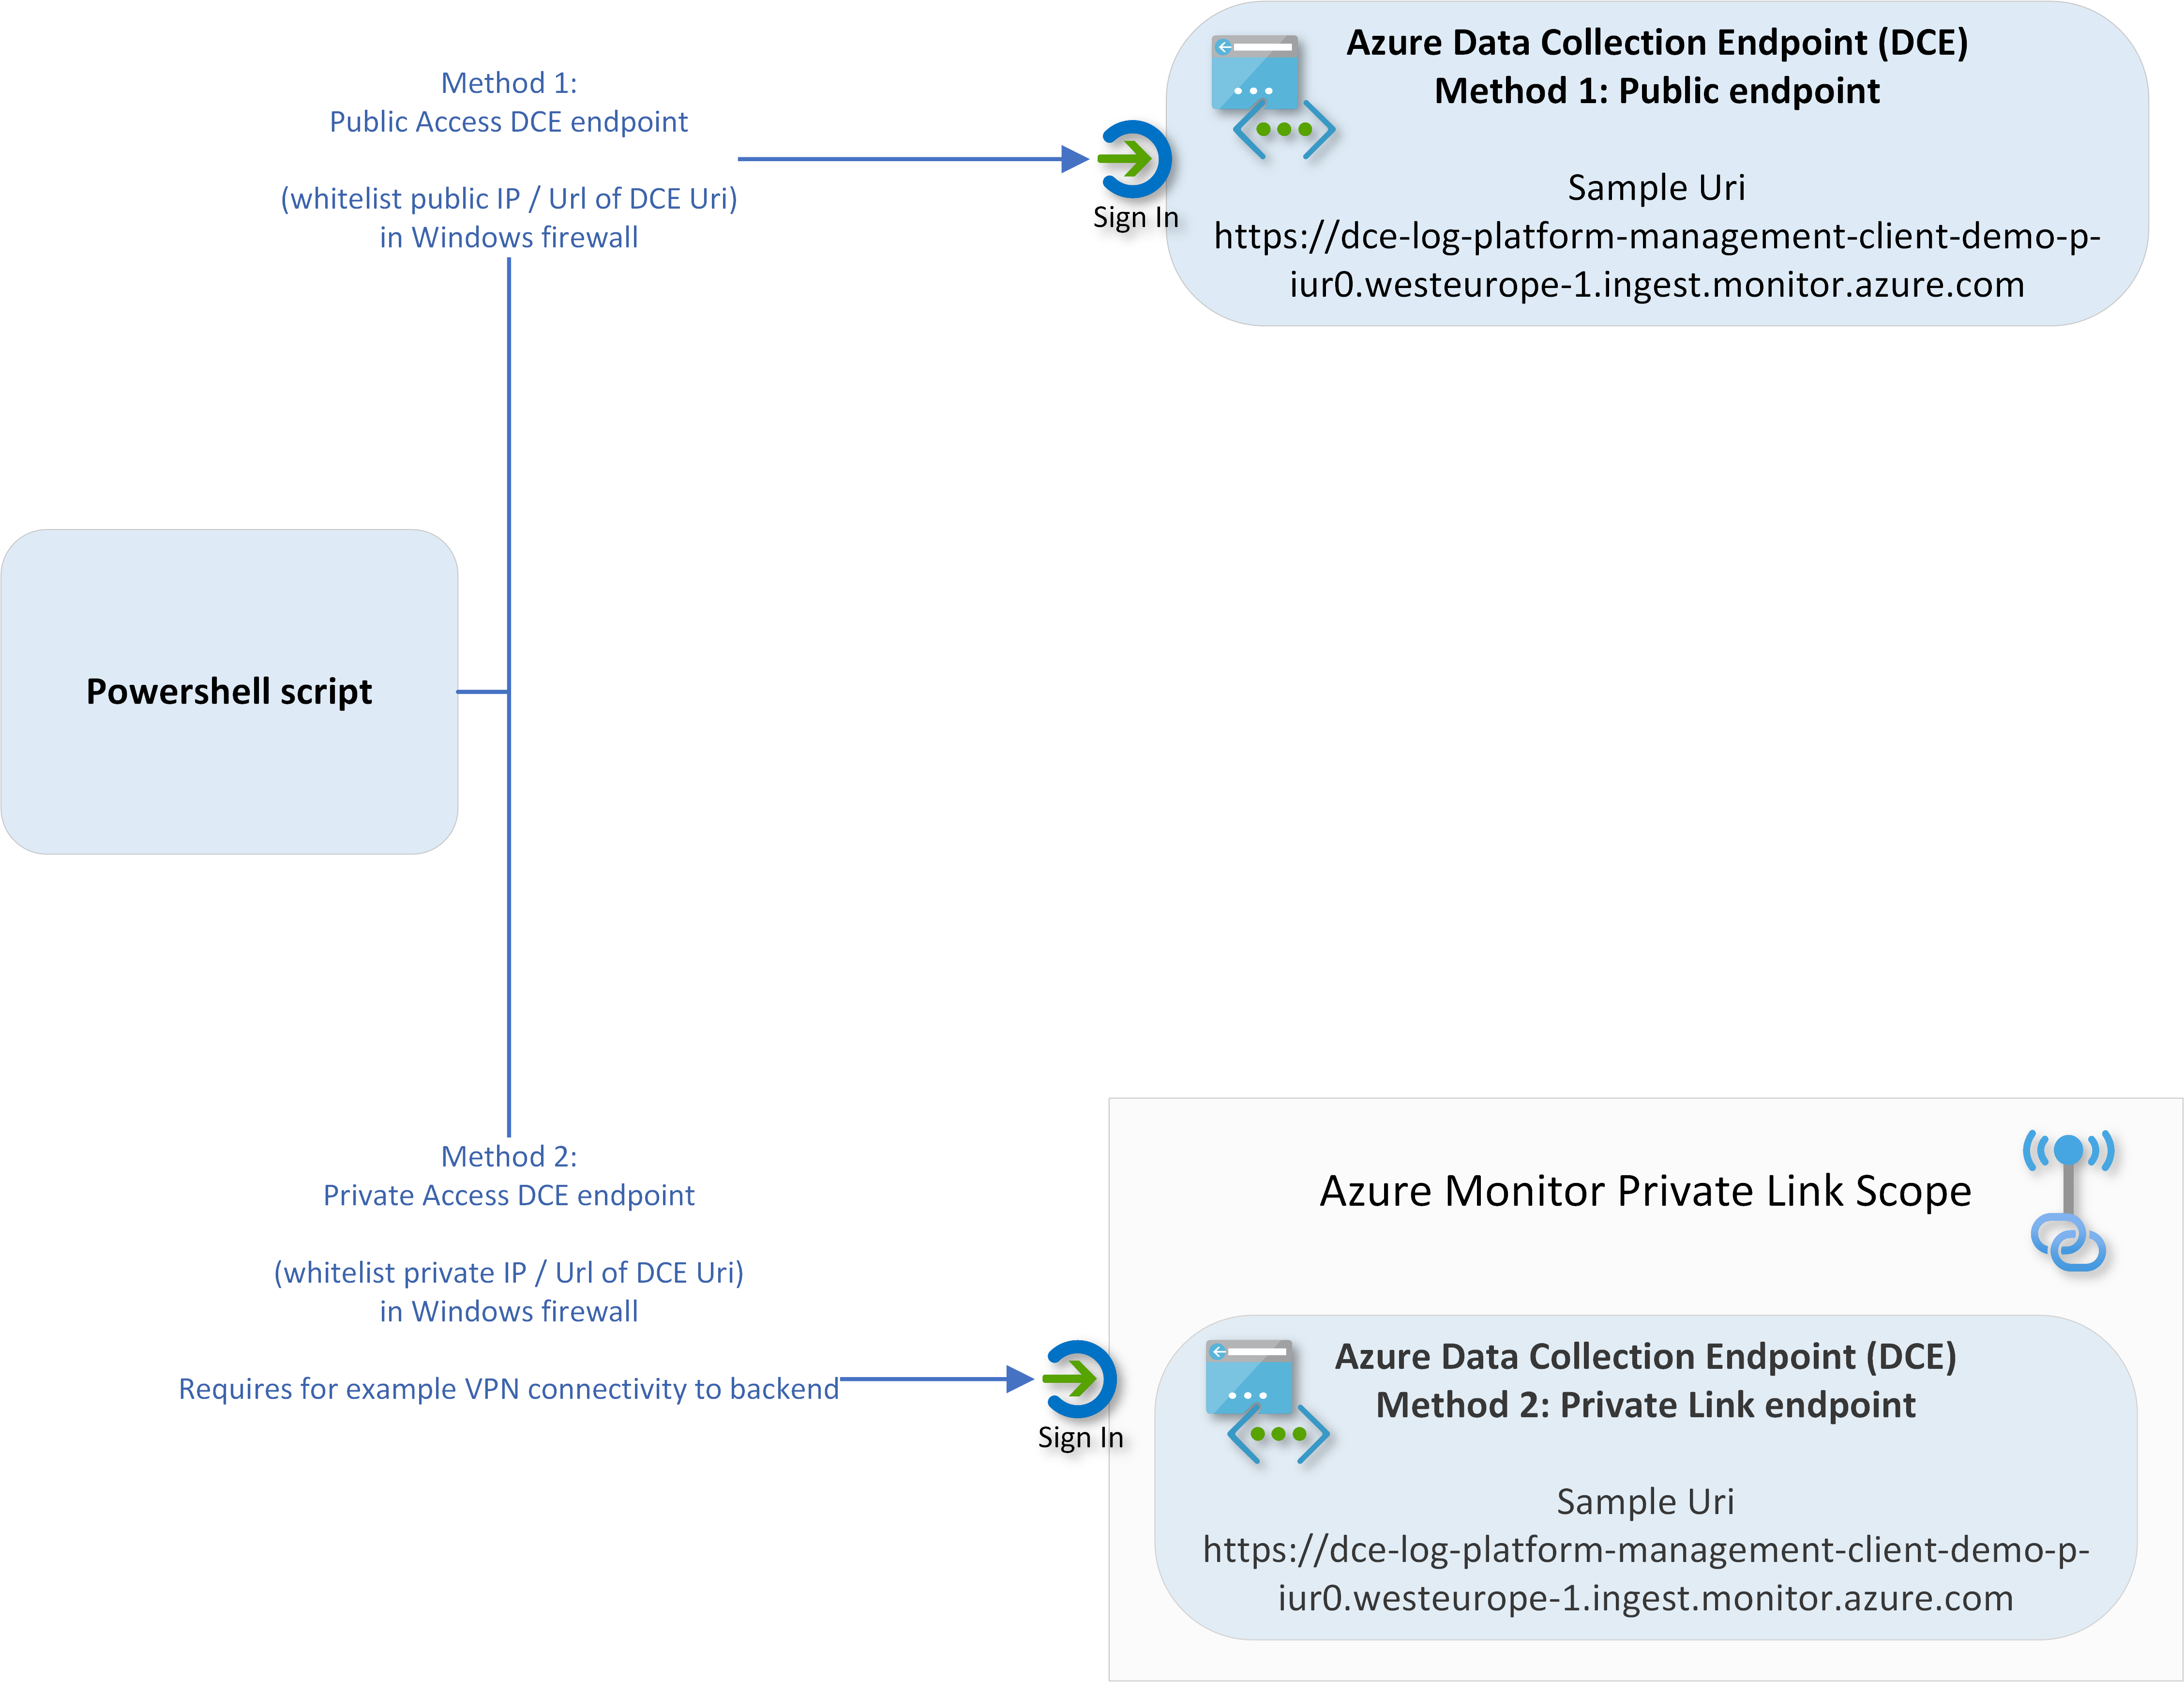 Method 1:
Public Access DCE endpoint
(whitelist public IP / Url of DCE Uri)
in Windows firewall
Sign In
Azure Data Collection Endpoint (DCE)
Method 1: Public endpoint
Sample Uri
https://dce-log-platform-management-client-demo-p-
iur0.westeurope-1.ingest.monitor.azure.com
Powershell script
Method 2:
Private Access DCE endpoint
(whitelist private IP / Url of DCE Uri)
in Windows firewall
Requires for example VPN connectivity to backend
Sign In
Azure Monitor Private Link Scope
Azure Data Collection Endpoint (DCE)
Method 2: Private Link endpoint
Sample Uri
https://dce-log-platform-management-client-demo-p-
iur0.westeurope-1.ingest.monitor.azure.com